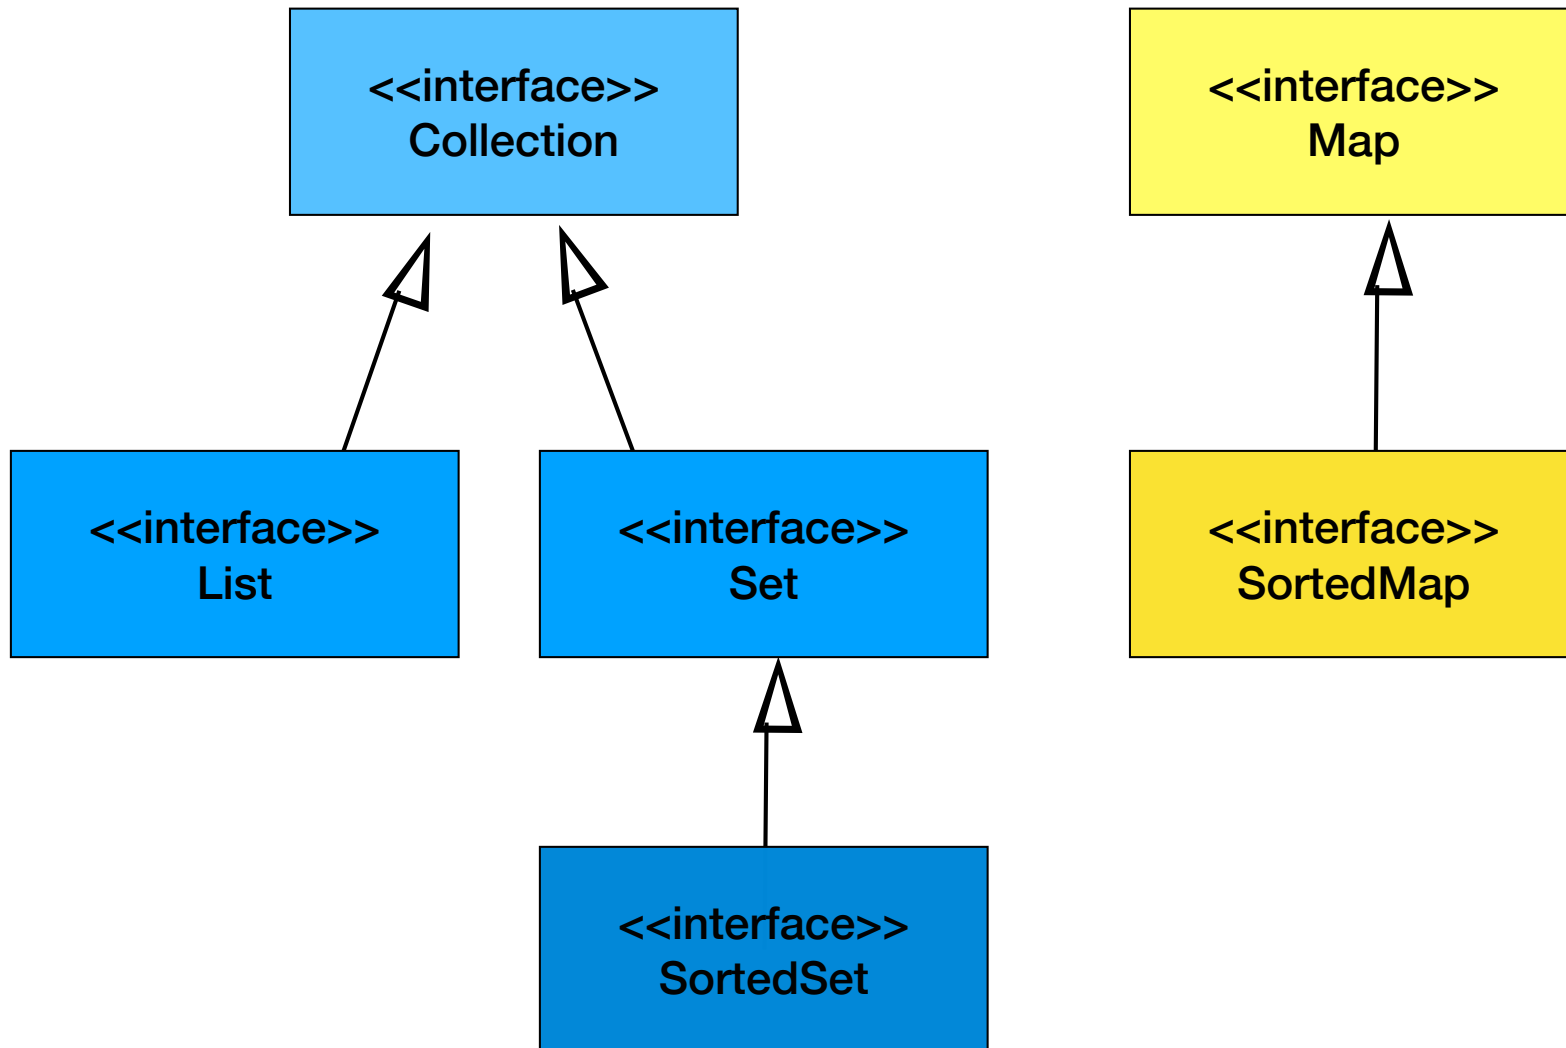 <<interface>>
Collection
<<interface>>
Map
<<interface>>
List
<<interface>>
Set
<<interface>>
SortedMap
<<interface>>
SortedSet